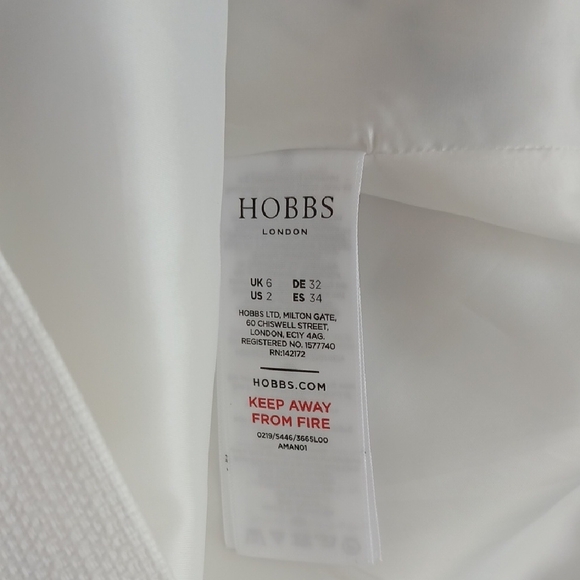 HOBBS
LONDON
UK 6 DE 32
US 2 ES 34
HOBBS LTD, MILTON GATE,
60 CHISWELL STREET,
LONDON, EC1Y 4AG.
REGISTERED NO. 1577740
RN:142172
HOBBS.COM
KEEP AWAY
FROM FIRE
0219/5446/3665L00
AMAN01